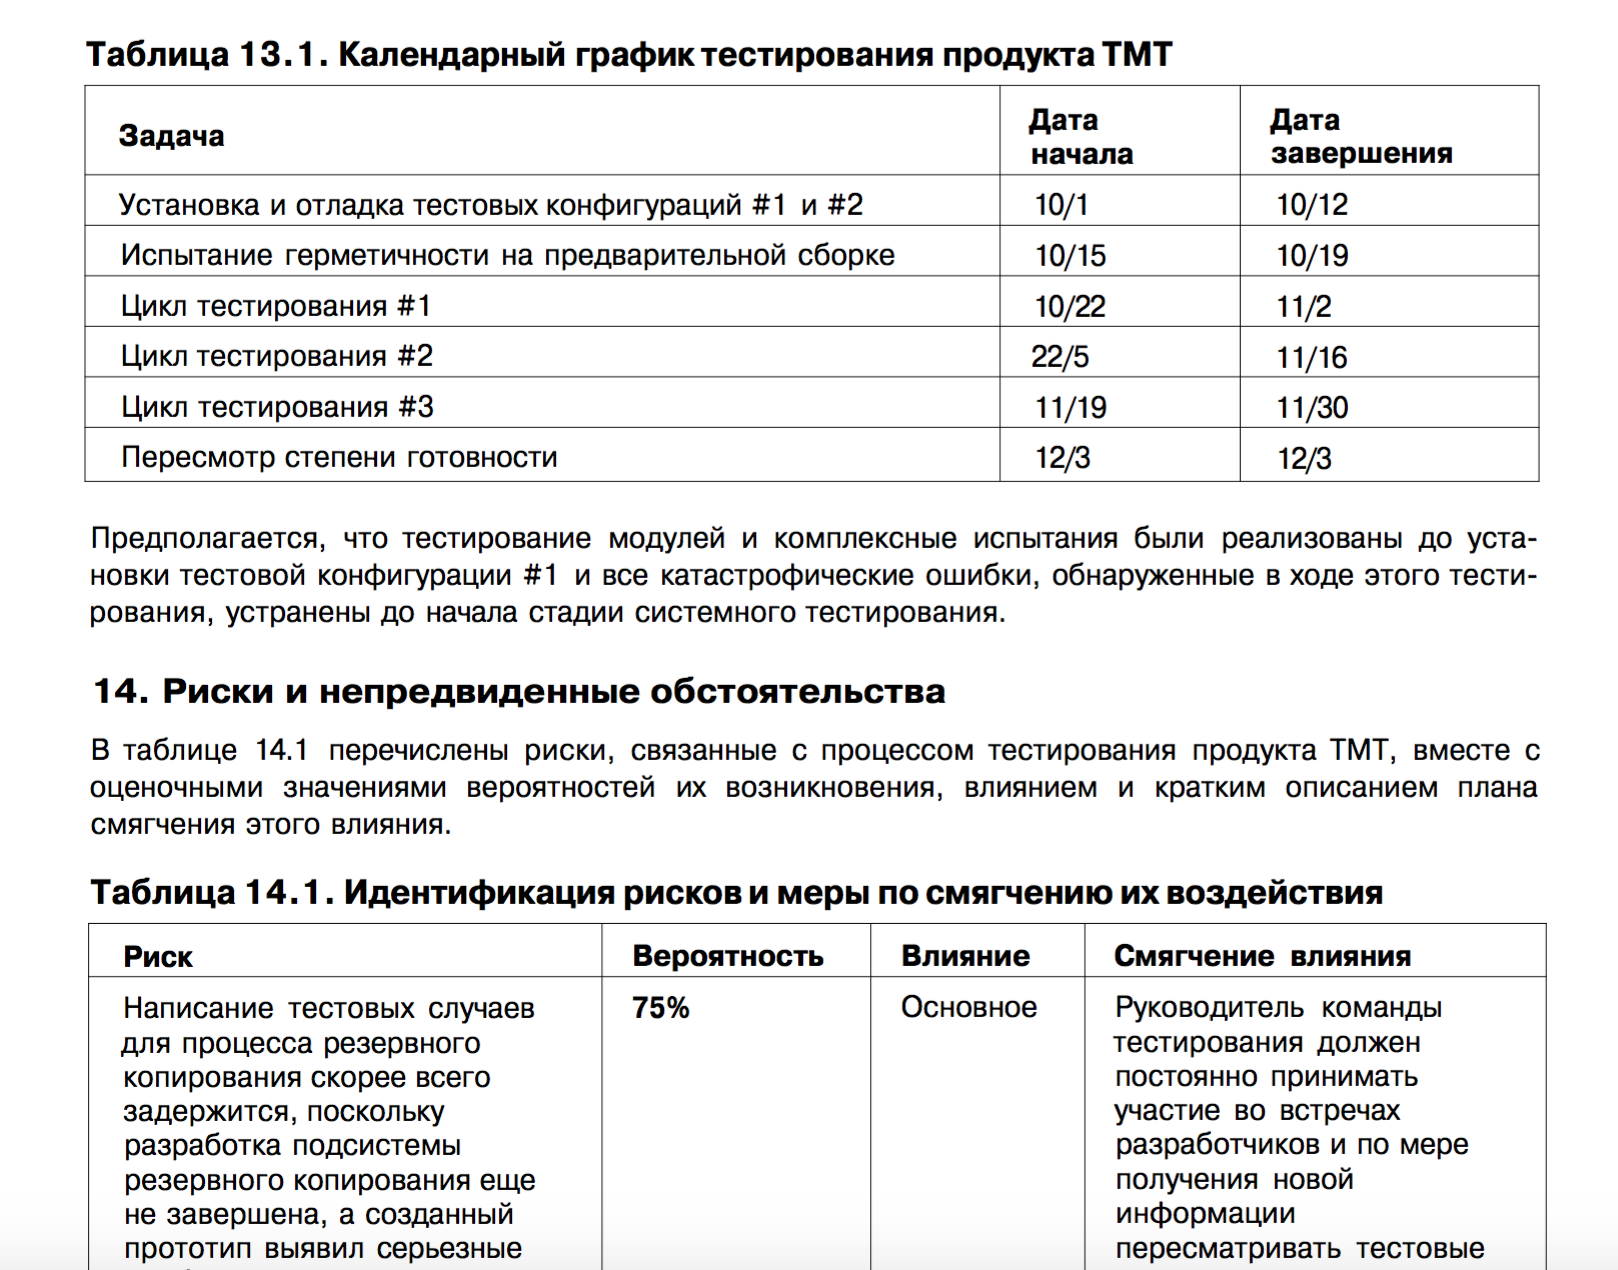 Таблица 13.1. Календарный график тестирования продукта ТМТ
Задача Дата начала Дата завершения
Установка и отладка тестовых конфигураций #1 и #2 10/1 10/12
Испытание герметичности на предварительной сборке 10/15 10/19
Цикл тестирования #1 10/22 11/2
Цикл тестирования #2 22/5 11/16
Цикл тестирования #3 11/19 11/30
Пересмотр степени готовности 12/3 12/3
Предполагается, что тестирование модулей и комплексные испытания были реализованы до уста-
новки тестовой конфигурации #1 и все катастрофические ошибки, обнаруженные в ходе этого тести-
рования, устранены до начала стадии системного тестирования.
14. Риски и непредвиденные обстоятельства
В таблице 14.1 перечислены риски, связанные с процессом тестирования продукта ТМТ, вместе с
оценочными значениями вероятностей их возникновения, влиянием и кратким описанием плана
смягчения этого влияния.
Таблица 14.1. Идентификация рисков и меры по смягчению их воздействия
Риск Вероятность Влияние Смягчение влияния
Написание тестовых случаев 75% Основное Руководитель команды
для процесса резервного тестирования должен
копирования скорее всего постоянно принимать
задержится, поскольку участие во встречах
разработка подсистемы разработчиков и по мере
резервного копирования еще получения новой
не завершена, а созданный информации
прототип выявил серьезные пересматривать тестовые